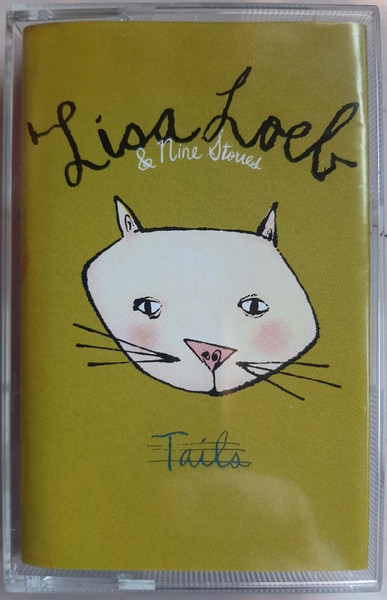 Lisa Loeb
& Nine Stories
Tails